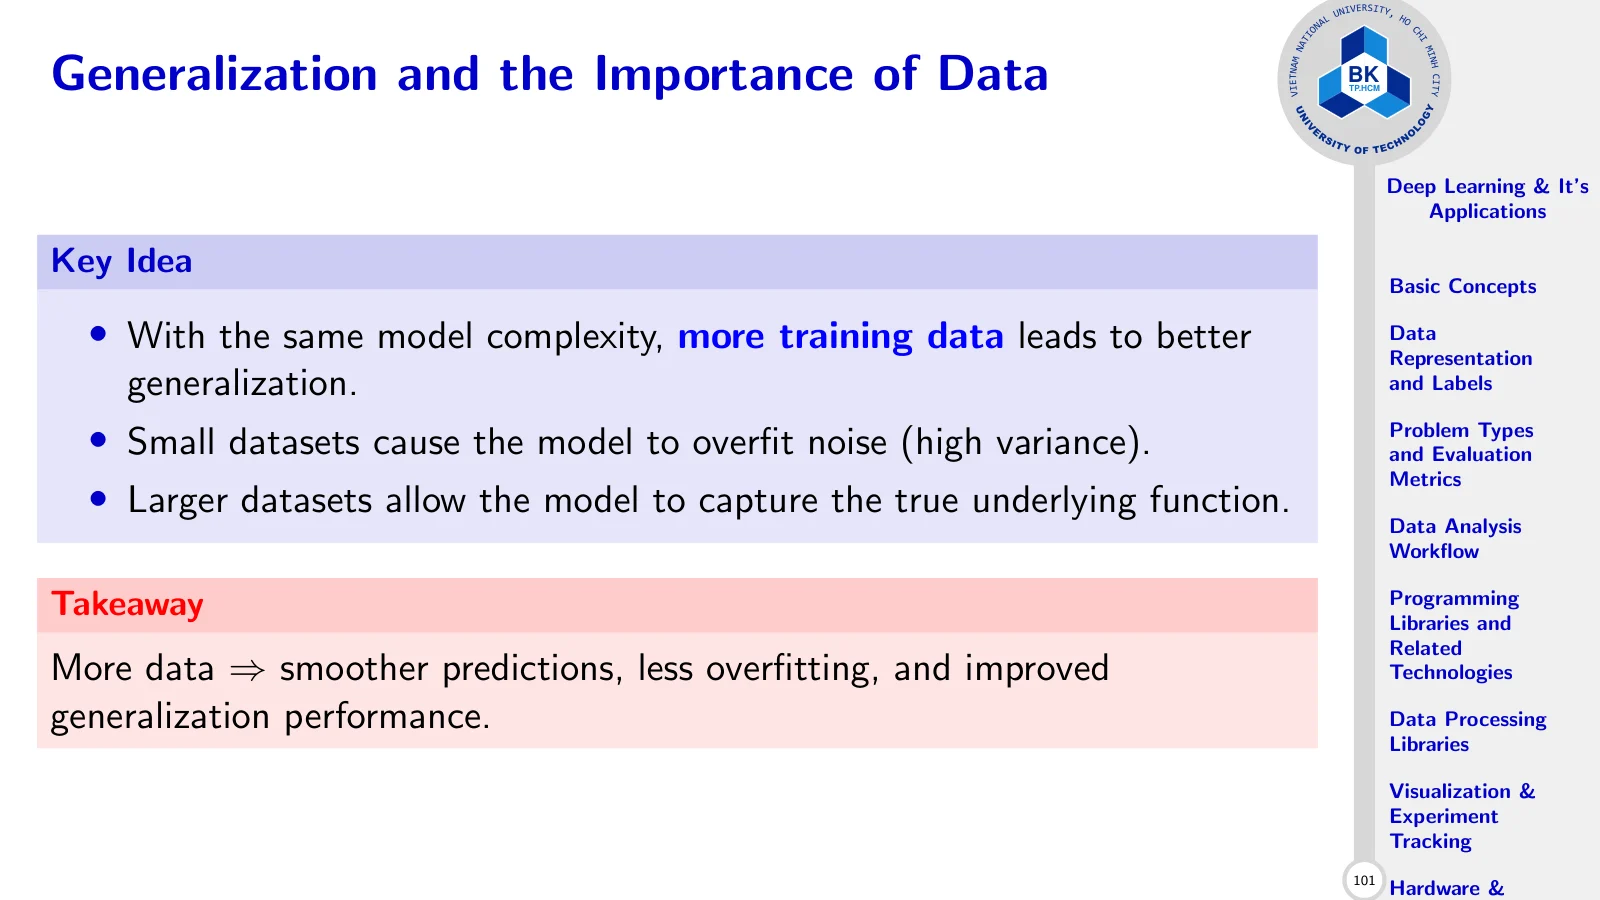 Generalization and the Importance of Data
VIETNAM NATIONAL UNIVERSITY, HO CHI MINH CITY
BK
TP.HCM
UNIVERSITY OF TECHNOLOGY
Key Idea
• With the same model complexity, more training data leads to better
generalization.
• Small datasets cause the model to overfit noise (high variance).
• Larger datasets allow the model to capture the true underlying function.
Takeaway
More data ⇒ smoother predictions, less overfitting, and improved
generalization performance.
Deep Learning & It's
Applications
Basic Concepts
Data
Representation
and Labels
Problem Types
and Evaluation
Metrics
Data Analysis
Workflow
Programming
Libraries and
Related
Technologies
Data Processing
Libraries
Visualization &
Experiment
Tracking
Hardware &
101